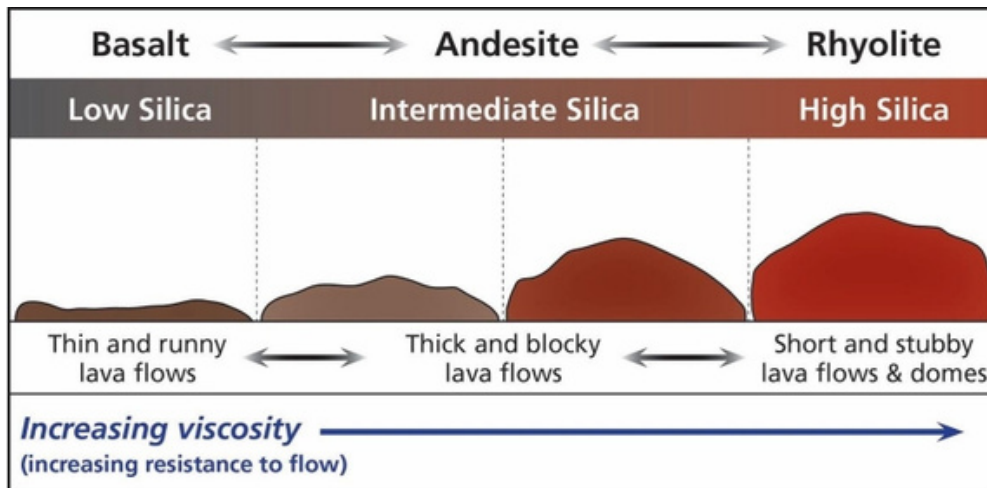 Basalt Andesite Rhyolite
Low Silica Intermediate Silica High Silica
Thin and runny
lava flows
Thick and blocky
lava flows
Short and stubby
lava flows & domes
Increasing viscosity
(increasing resistance to flow)